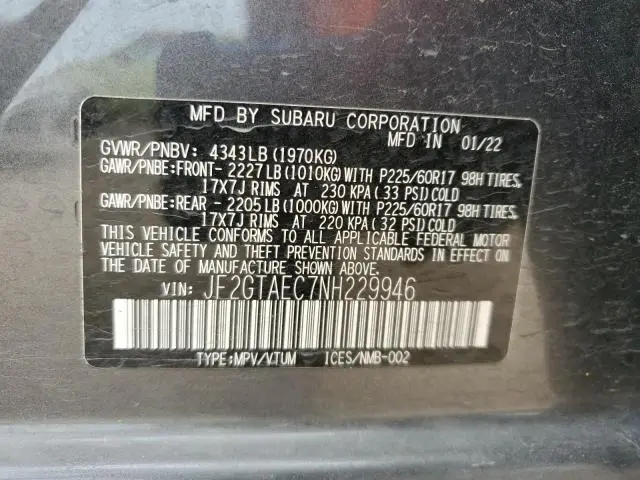 MFD BY SUBARU CORPORATION
MFD IN 01/22
GVWR/PNBV: 4343LB(1970KG)
GAWR/PNBE:FRONT- 2227LB(1010KG)WITH P225/60R17 98H TIRES,
17X7J RIMS AT 230 KPA(33 PSI)COLD
GAWR/PNBE:REAR - 2205LB(1000KG)WITH P225/60R17 98H TIRES,
17X7J RIMS AT 220 KPA(32 PSI)COLD
THIS VEHICLE CONFORMS TO ALL APPLICABLE FEDERAL MOTOR
VEHICLE SAFETY AND THEFT PREVENTION STANDARDS IN EFFECT
ON THE DATE OF MANUFACTURE SHOWN ABOVE.
VIN: JF2GTAEC7NH229946
TYPE:MPV/V.TUM ICES/NMB-002